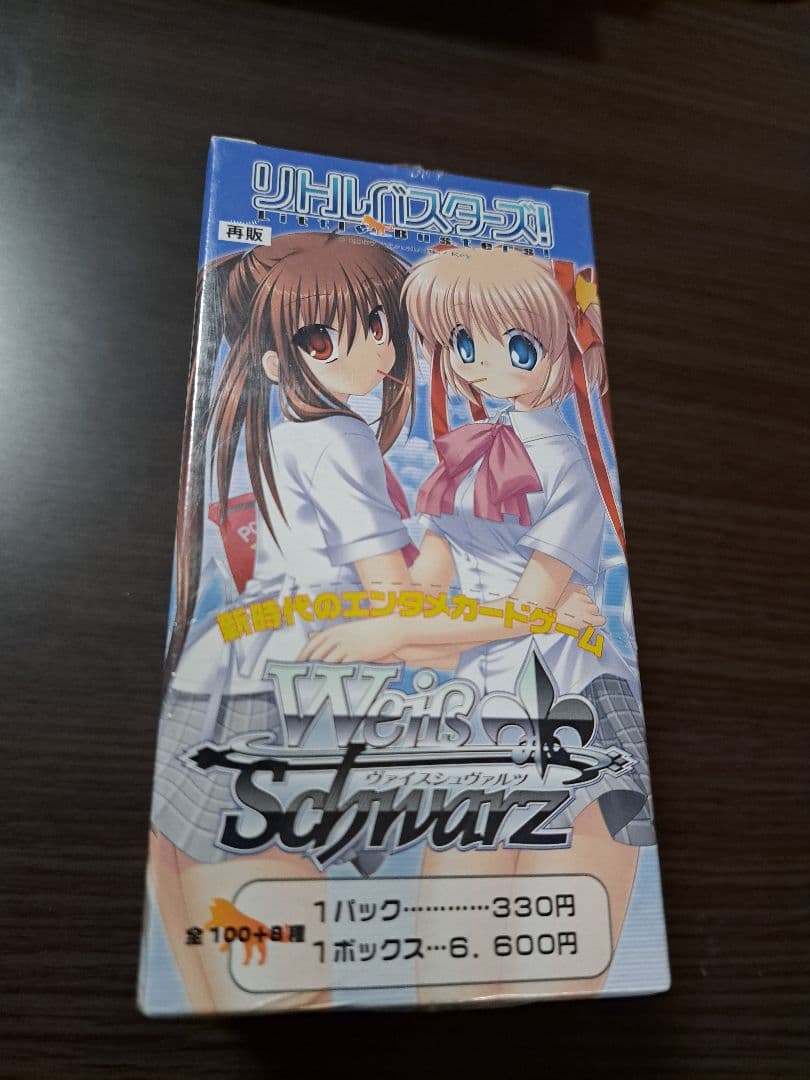 リトルバスターズ!
Little Busters!
再販
新時代のエンタメカードゲーム
Weiß
ヴァイスシュヴァルツ
Schwarz
全100+8種
1パック…………330円
1ボックス…6,600円